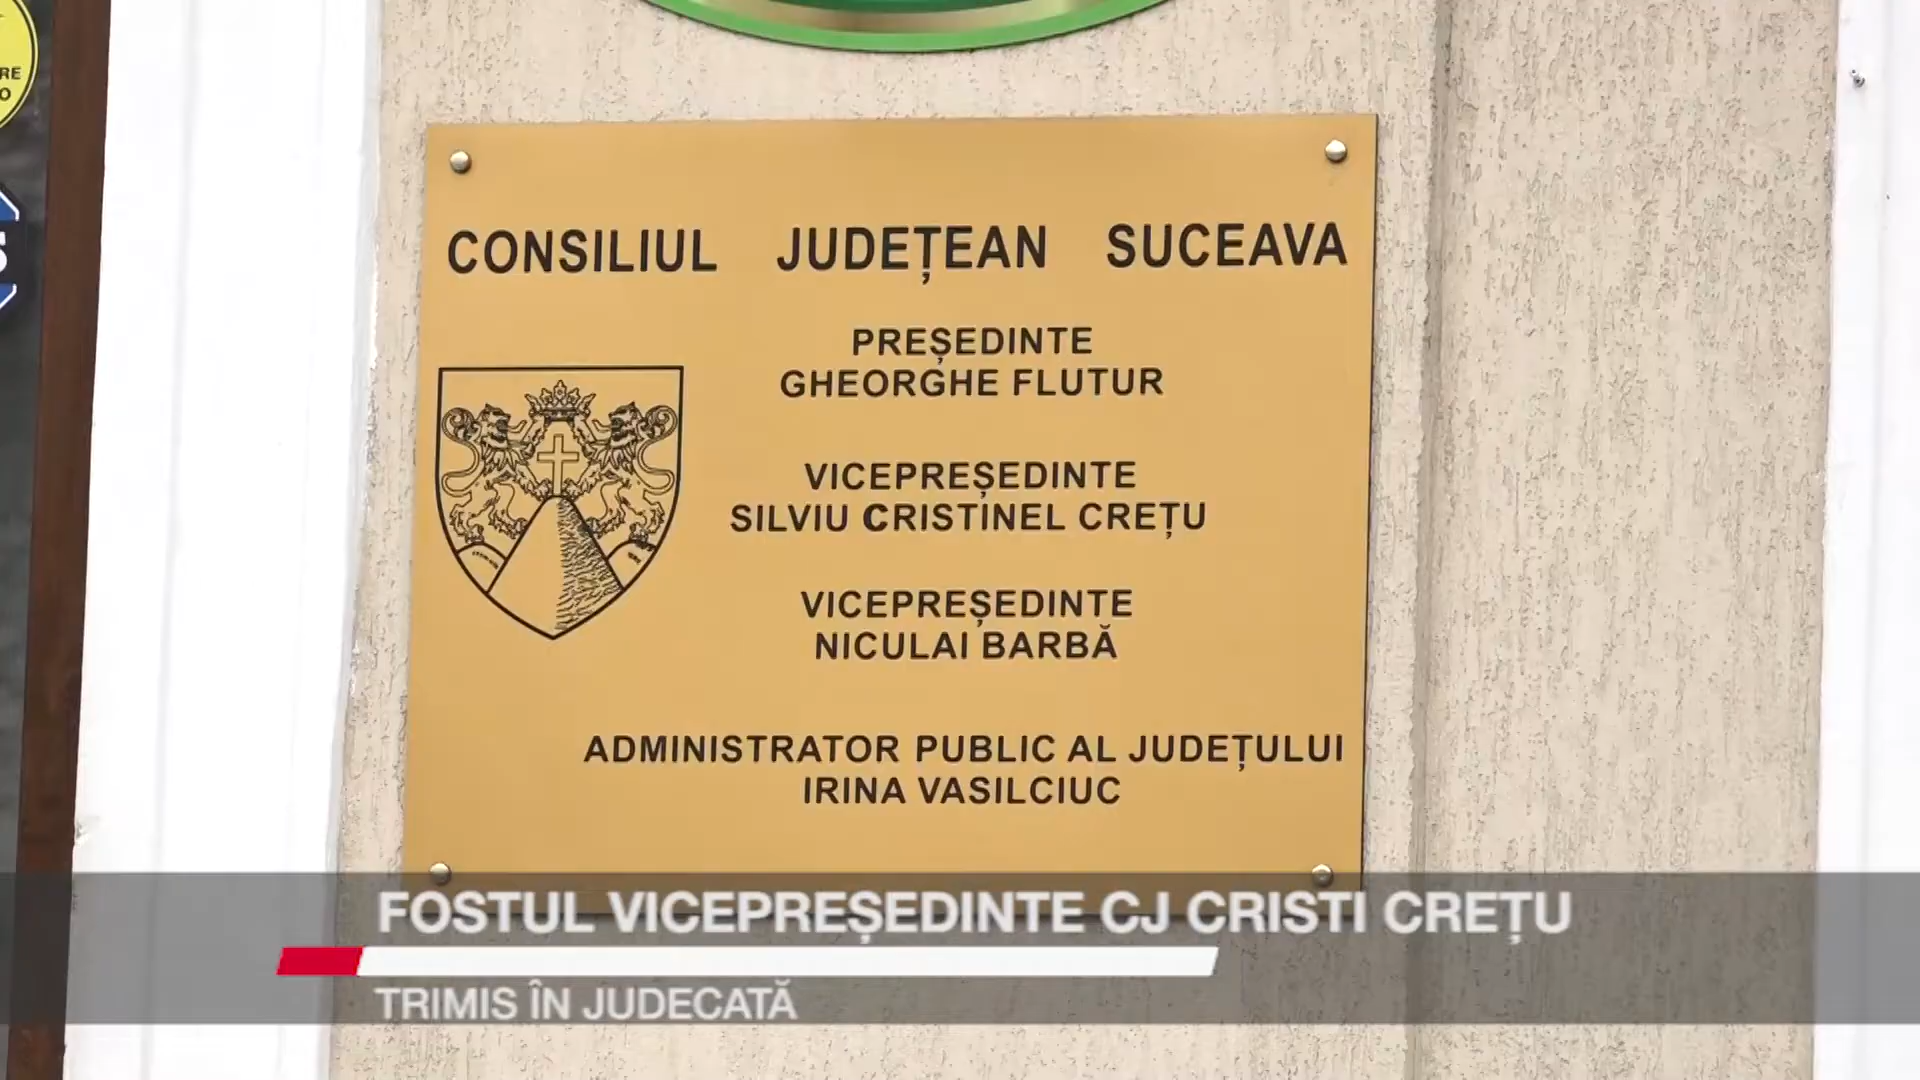 RE
O
S
CONSILIUL JUDEȚEAN SUCEAVA
PREȘEDINTE
GHEORGHE FLUTUR
VICEPREȘEDINTE
SILVIU CRISTINEL CREȚU
VICEPREȘEDINTE
NICULAI BARBĂ
ADMINISTRATOR PUBLIC AL JUDEȚULUI
IRINA VASILCIUC
FOSTUL VICEPREȘEDINTE CJ CRISTI CREȚU
TRIMIS ÎN JUDECATĂ